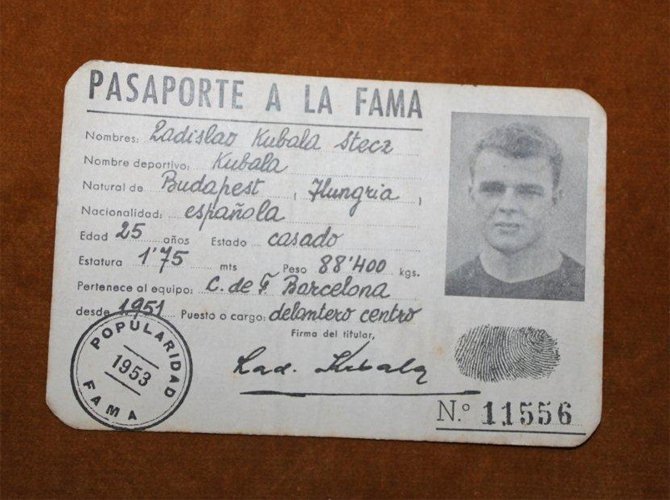 PASAPORTE A LA FAMA
Nombres: Ladislav Kubala Stecz
Nombre deportivo: Kubala
Natural de Budapest, Hungria,
Nacionalidad: española
Edad 25 años Estado casado
Estatura 1'75 mts Peso 88'400 kgs.
Pertenece al equipo: C. de F. Barcelona
desde 1951 Puesto o cargo: delantero centro
Firma del titular,
Lad. Kubala
POPULARIDAD
1953
FAMA
N.º 11556